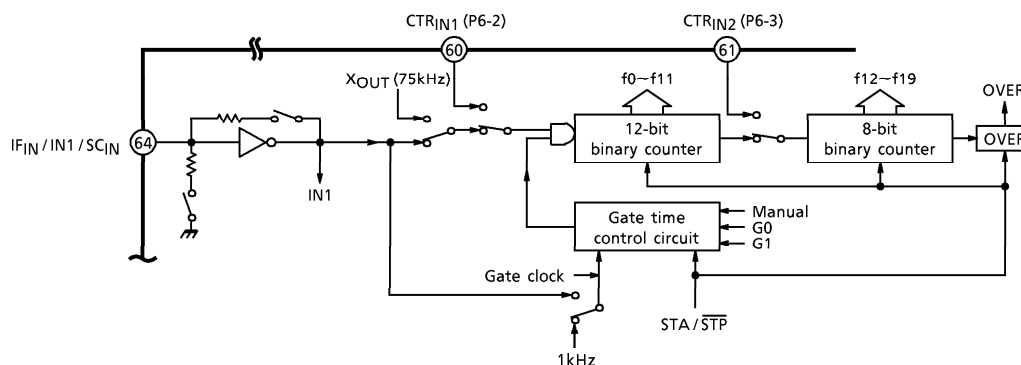 CTRIN1 (P6-2)
CTRIN2 (P6-3)
60
61
XOUT (75kHz)
f0~f11
f12~f19
OVER
IFIN / IN1 / SCIN
64
12-bit
binary counter
8-bit
binary counter
OVER
IN1
Gate time
control circuit
Manual
G0
G1
Gate clock
STA / S̅T̅P̅
1kHz